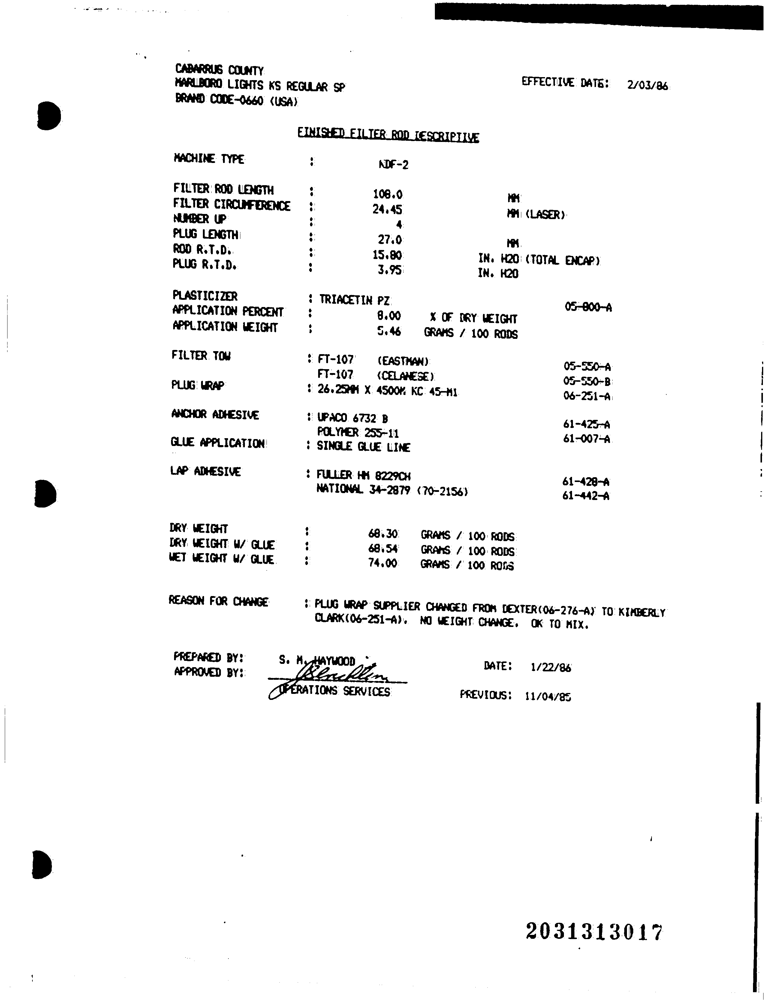 CABARRUS COUNTY
MARLBORO LIGHTS KS REGULAR SP
EFFECTIVE DATE: 2/03/86
BRAND CODE-0660 (USA)
FINISHED FILTER ROD DESCRIPTIVE
MACHINE TYPE : KDF-2
FILTER ROD LENGTH : 108.0 MM
FILTER CIRCUMFERENCE : 24.45 MM (LASER)
NUMBER UP : 4
PLUG LENGTH : 27.0 MM
ROD R.T.D. : 15.80 IN. H2O (TOTAL ENCAP)
PLUG R.T.D. : 3.95 IN. H2O
PLASTICIZER : TRIACETIN PZ 05-800-A
APPLICATION PERCENT : 8.00 % OF DRY WEIGHT
APPLICATION WEIGHT : 5.46 GRAMS / 100 RODS
FILTER TOW : FT-107 (EASTMAN) 05-550-A
FT-107 (CELANESE) 05-550-B
PLUG WRAP : 26.25MM X 4500M KC 45-M1 06-251-A
ANCHOR ADHESIVE : UPACO 6732 B 61-425-A
POLYMER 255-11 61-007-A
GLUE APPLICATION : SINGLE GLUE LINE
LAP ADHESIVE : FULLER HM 8229CH 61-428-A
NATIONAL 34-2879 (70-2156) 61-442-A
DRY WEIGHT : 68.30 GRAMS / 100 RODS
DRY WEIGHT W/ GLUE : 68.54 GRAMS / 100 RODS
WET WEIGHT W/ GLUE : 74.00 GRAMS / 100 RODS
REASON FOR CHANGE : PLUG WRAP SUPPLIER CHANGED FROM DEXTER(06-276-A) TO KIMBERLY
CLARK(06-251-A). NO WEIGHT CHANGE. OK TO MIX.
PREPARED BY: S. M. HAYWOOD DATE: 1/22/86
APPROVED BY:
OPERATIONS SERVICES PREVIOUS: 11/04/85
2031313017